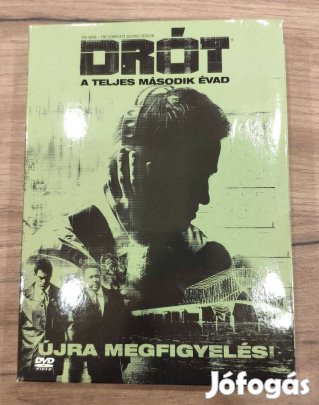 THE WIRE - THE COMPLETE SECOND SEASON
DRÓT
A TELJES MÁSODIK ÉVAD
ÚJRA MEGFIGYELÉS!
DVD
VIDEO
Jófogás